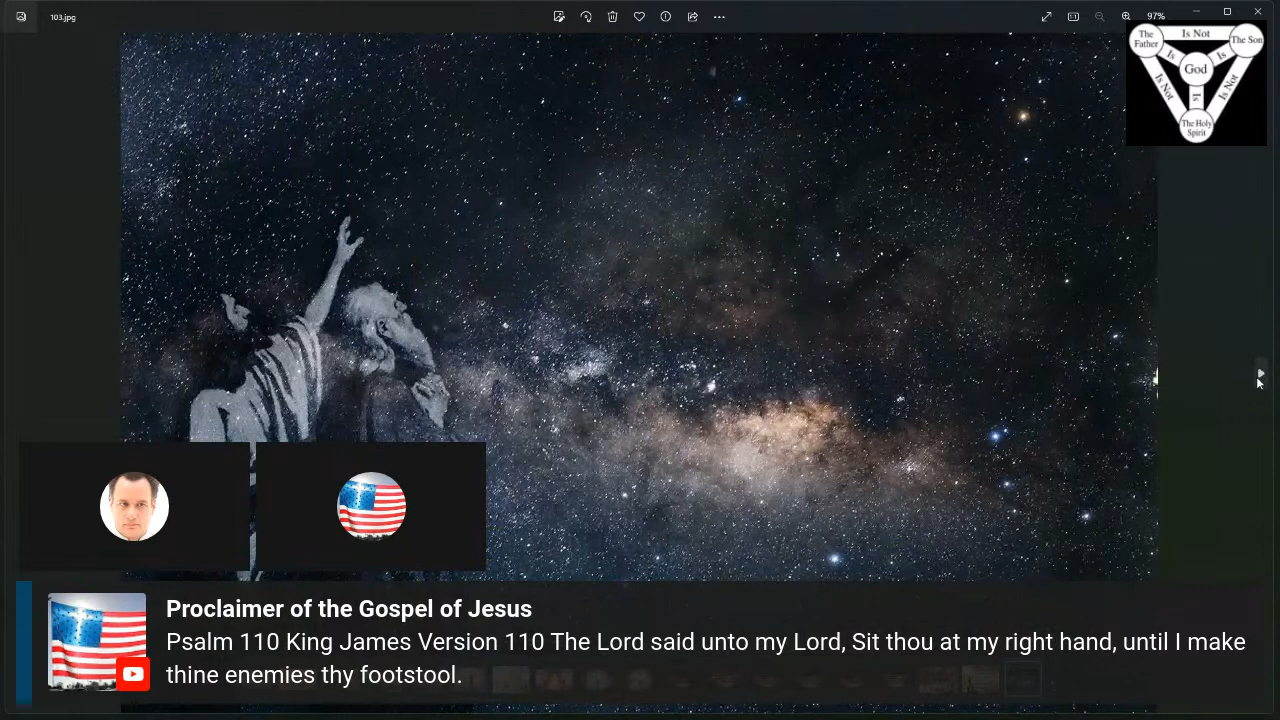 103.jpg
97%
The
Father
Is Not
The Son
Is
Is
God
Is Not
Is
Is Not
The Holy
Spirit
Proclaimer of the Gospel of Jesus
Psalm 110 King James Version 110 The Lord said unto my Lord, Sit thou at my right hand, until I make
thine enemies thy footstool.